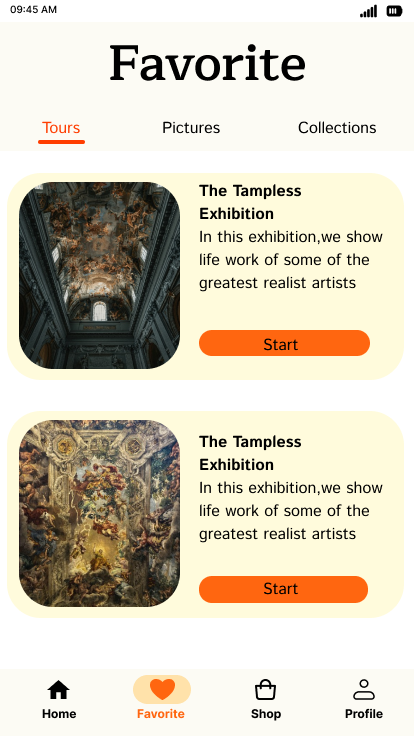 09:45 AM
Favorite
Tours
Pictures
Collections
The Tampless
Exhibition
In this exhibition,we show
life work of some of the
greatest realist artists
Start
The Tampless
Exhibition
In this exhibition,we show
life work of some of the
greatest realist artists
Start
Home
Favorite
Shop
Profile